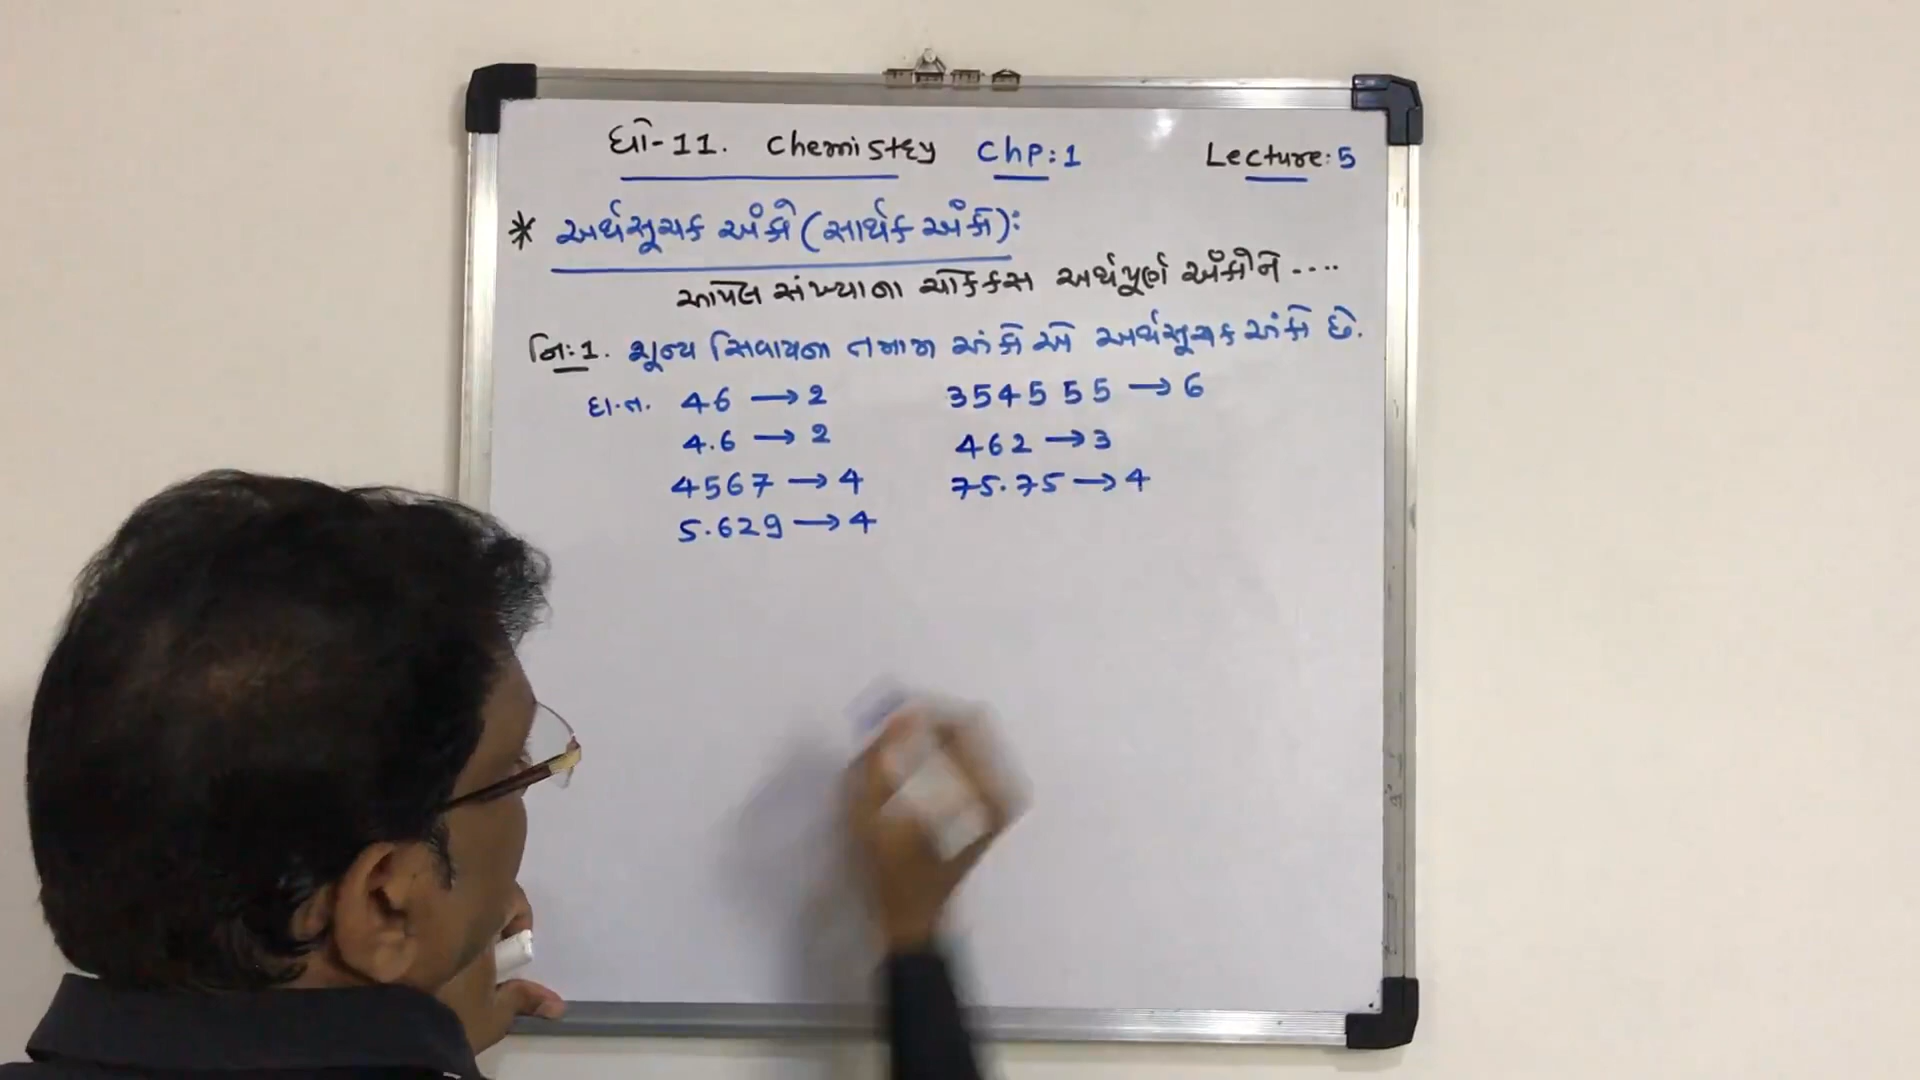 ધો-11. Chemistry Chp:1 Lecture:5
* અર્થસૂચક અંકો (સાર્થક અંકો):
આપેલ સંખ્યાના ચોકકસ અર્થપૂર્ણ અંકોને ....
નિ:1. શૂન્ય સિવાયના તમામ અંકો એ અર્થસૂચક અંકો છે.
દા.ત. 46 → 2 354555 → 6
4.6 → 2 462 → 3
4567 → 4 75.75 → 4
5.629 → 4